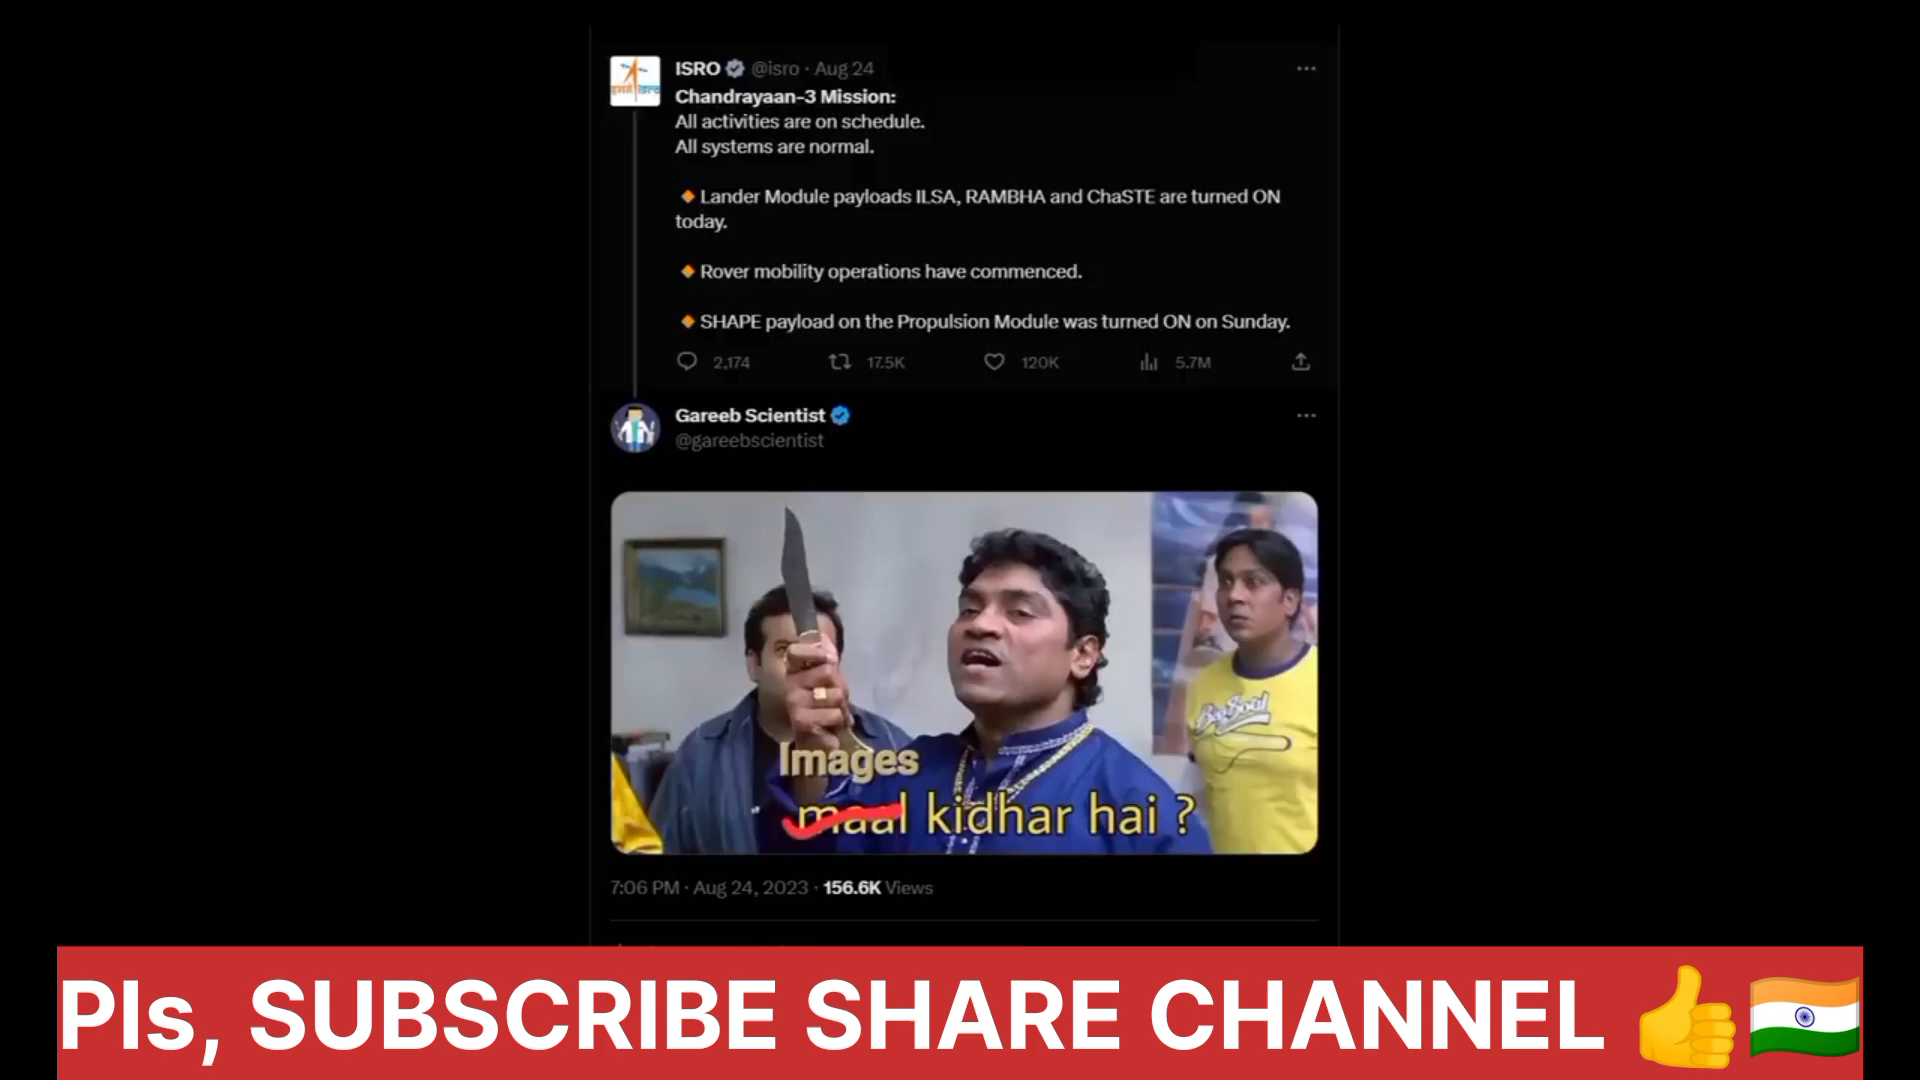 ISRO @isro · Aug 24
Chandrayaan-3 Mission:
All activities are on schedule.
All systems are normal.
🔸Lander Module payloads ILSA, RAMBHA and ChaSTE are turned ON
today.
🔸Rover mobility operations have commenced.
🔸SHAPE payload on the Propulsion Module was turned ON on Sunday.
2,174 17.5K 120K 5.7M
Gareeb Scientist
@gareebscientist
Images
maal kidhar hai ?
7:06 PM · Aug 24, 2023 · 156.6K Views
Pls, SUBSCRIBE SHARE CHANNEL 👍🇮🇳